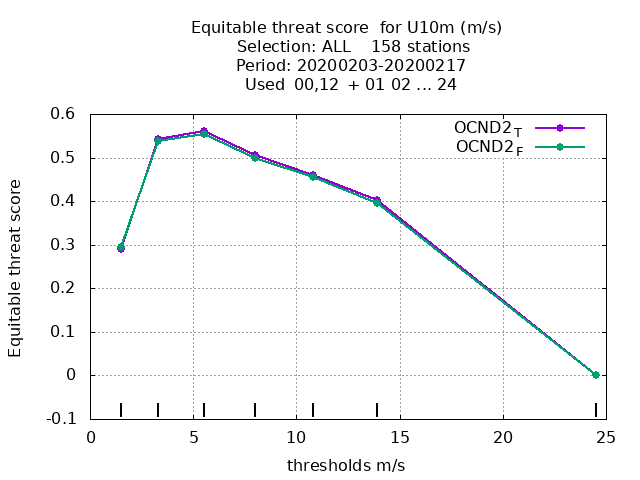 Equitable threat score  for U10m (m/s)
Selection: ALL    158 stations
Period: 20200203-20200217
Used  00,12  + 01 02 ... 24
OCND2_T
OCND2_F
0.6
0.5
0.4
0.3
0.2
0.1
0
-0.1
Equitable threat score
0 5 10 15 20 25
thresholds m/s